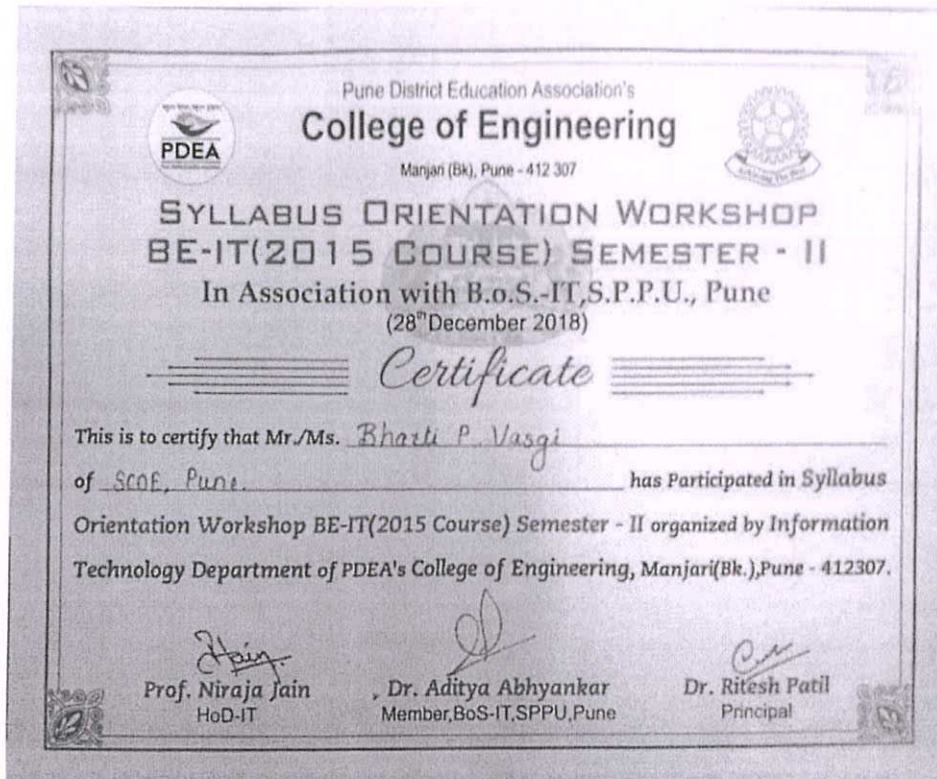 Pune District Education Association's
PDEA
College of Engineering
Manjari (Bk), Pune - 412 307
SYLLABUS ORIENTATION WORKSHOP
BE-IT(2015 COURSE) SEMESTER - II
In Association with B.o.S.-IT,S.P.P.U., Pune
(28th December 2018)
Certificate
This is to certify that Mr./Ms. Bharti P. Vasgi
of SCOE, Pune. has Participated in Syllabus
Orientation Workshop BE-IT(2015 Course) Semester - II organized by Information
Technology Department of PDEA's College of Engineering, Manjari(Bk.),Pune - 412307.
Prof. Niraja Jain
HoD-IT
Dr. Aditya Abhyankar
Member,BoS-IT,SPPU,Pune
Dr. Ritesh Patil
Principal